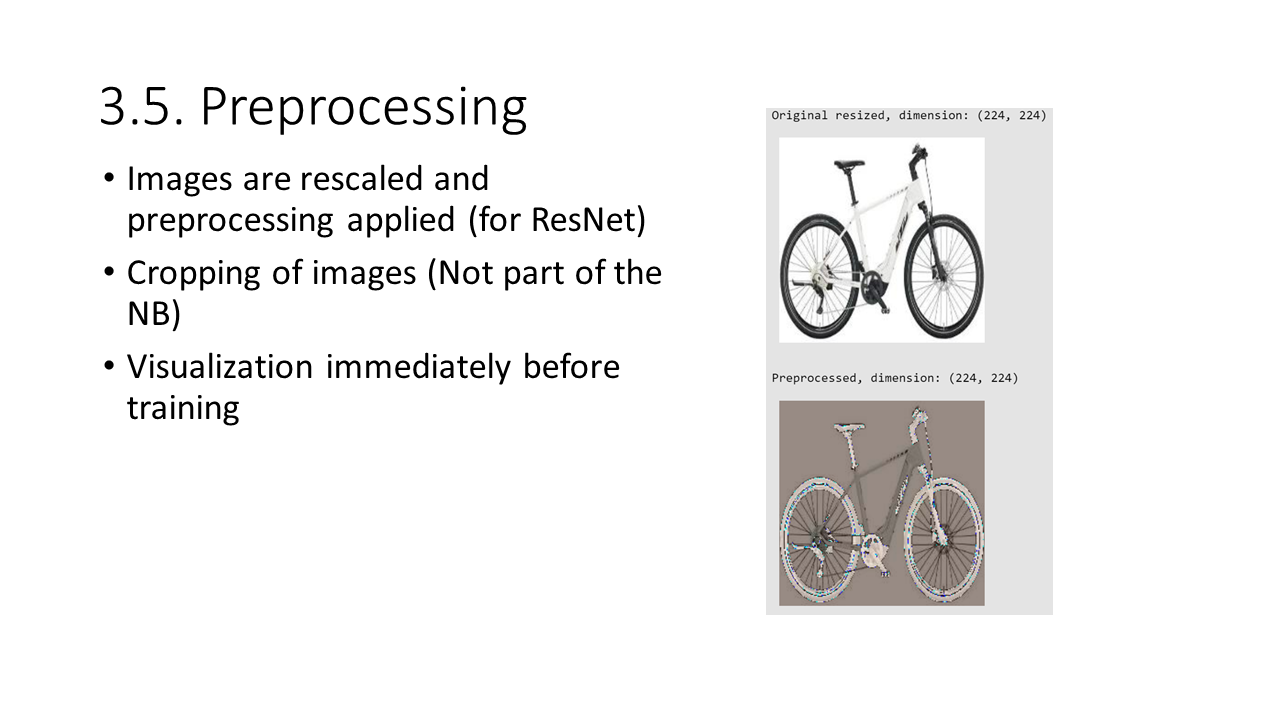 3.5. Preprocessing
• Images are rescaled and
preprocessing applied (for ResNet)
• Cropping of images (Not part of the
NB)
• Visualization immediately before
training
Original resized, dimension: (224, 224)
Preprocessed, dimension: (224, 224)